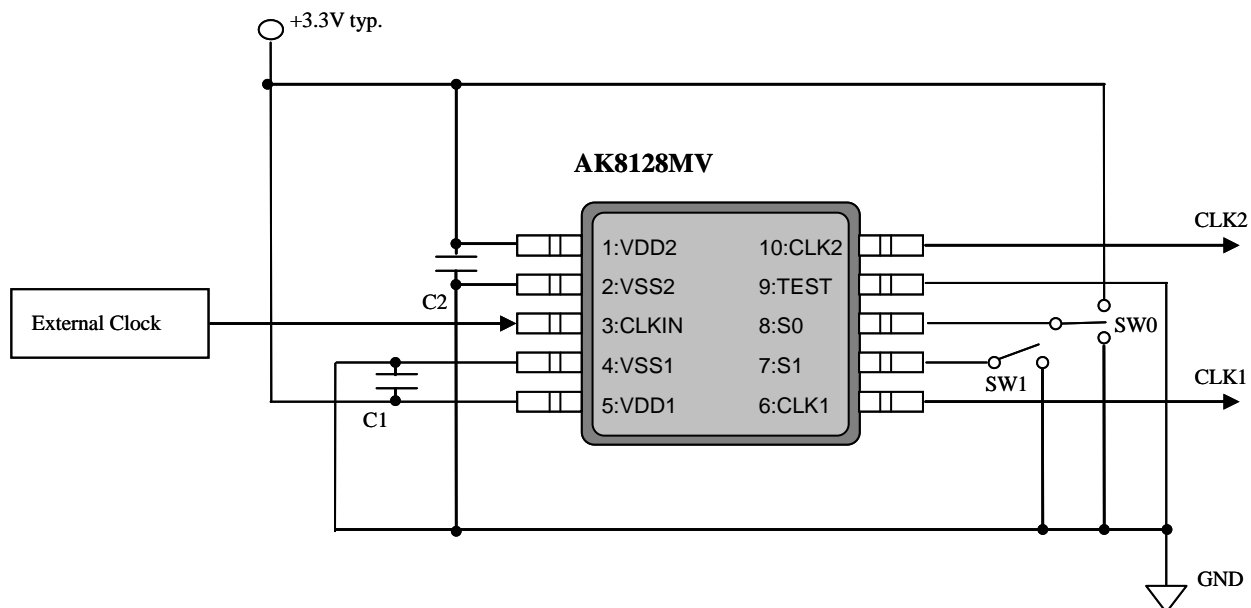 +3.3V typ.
AK8128MV
CLK2
1:VDD2
10:CLK2
2:VSS2
9:TEST
C2
External Clock
3:CLKIN
8:S0
SW0
4:VSS1
7:S1
SW1
CLK1
5:VDD1
6:CLK1
C1
GND